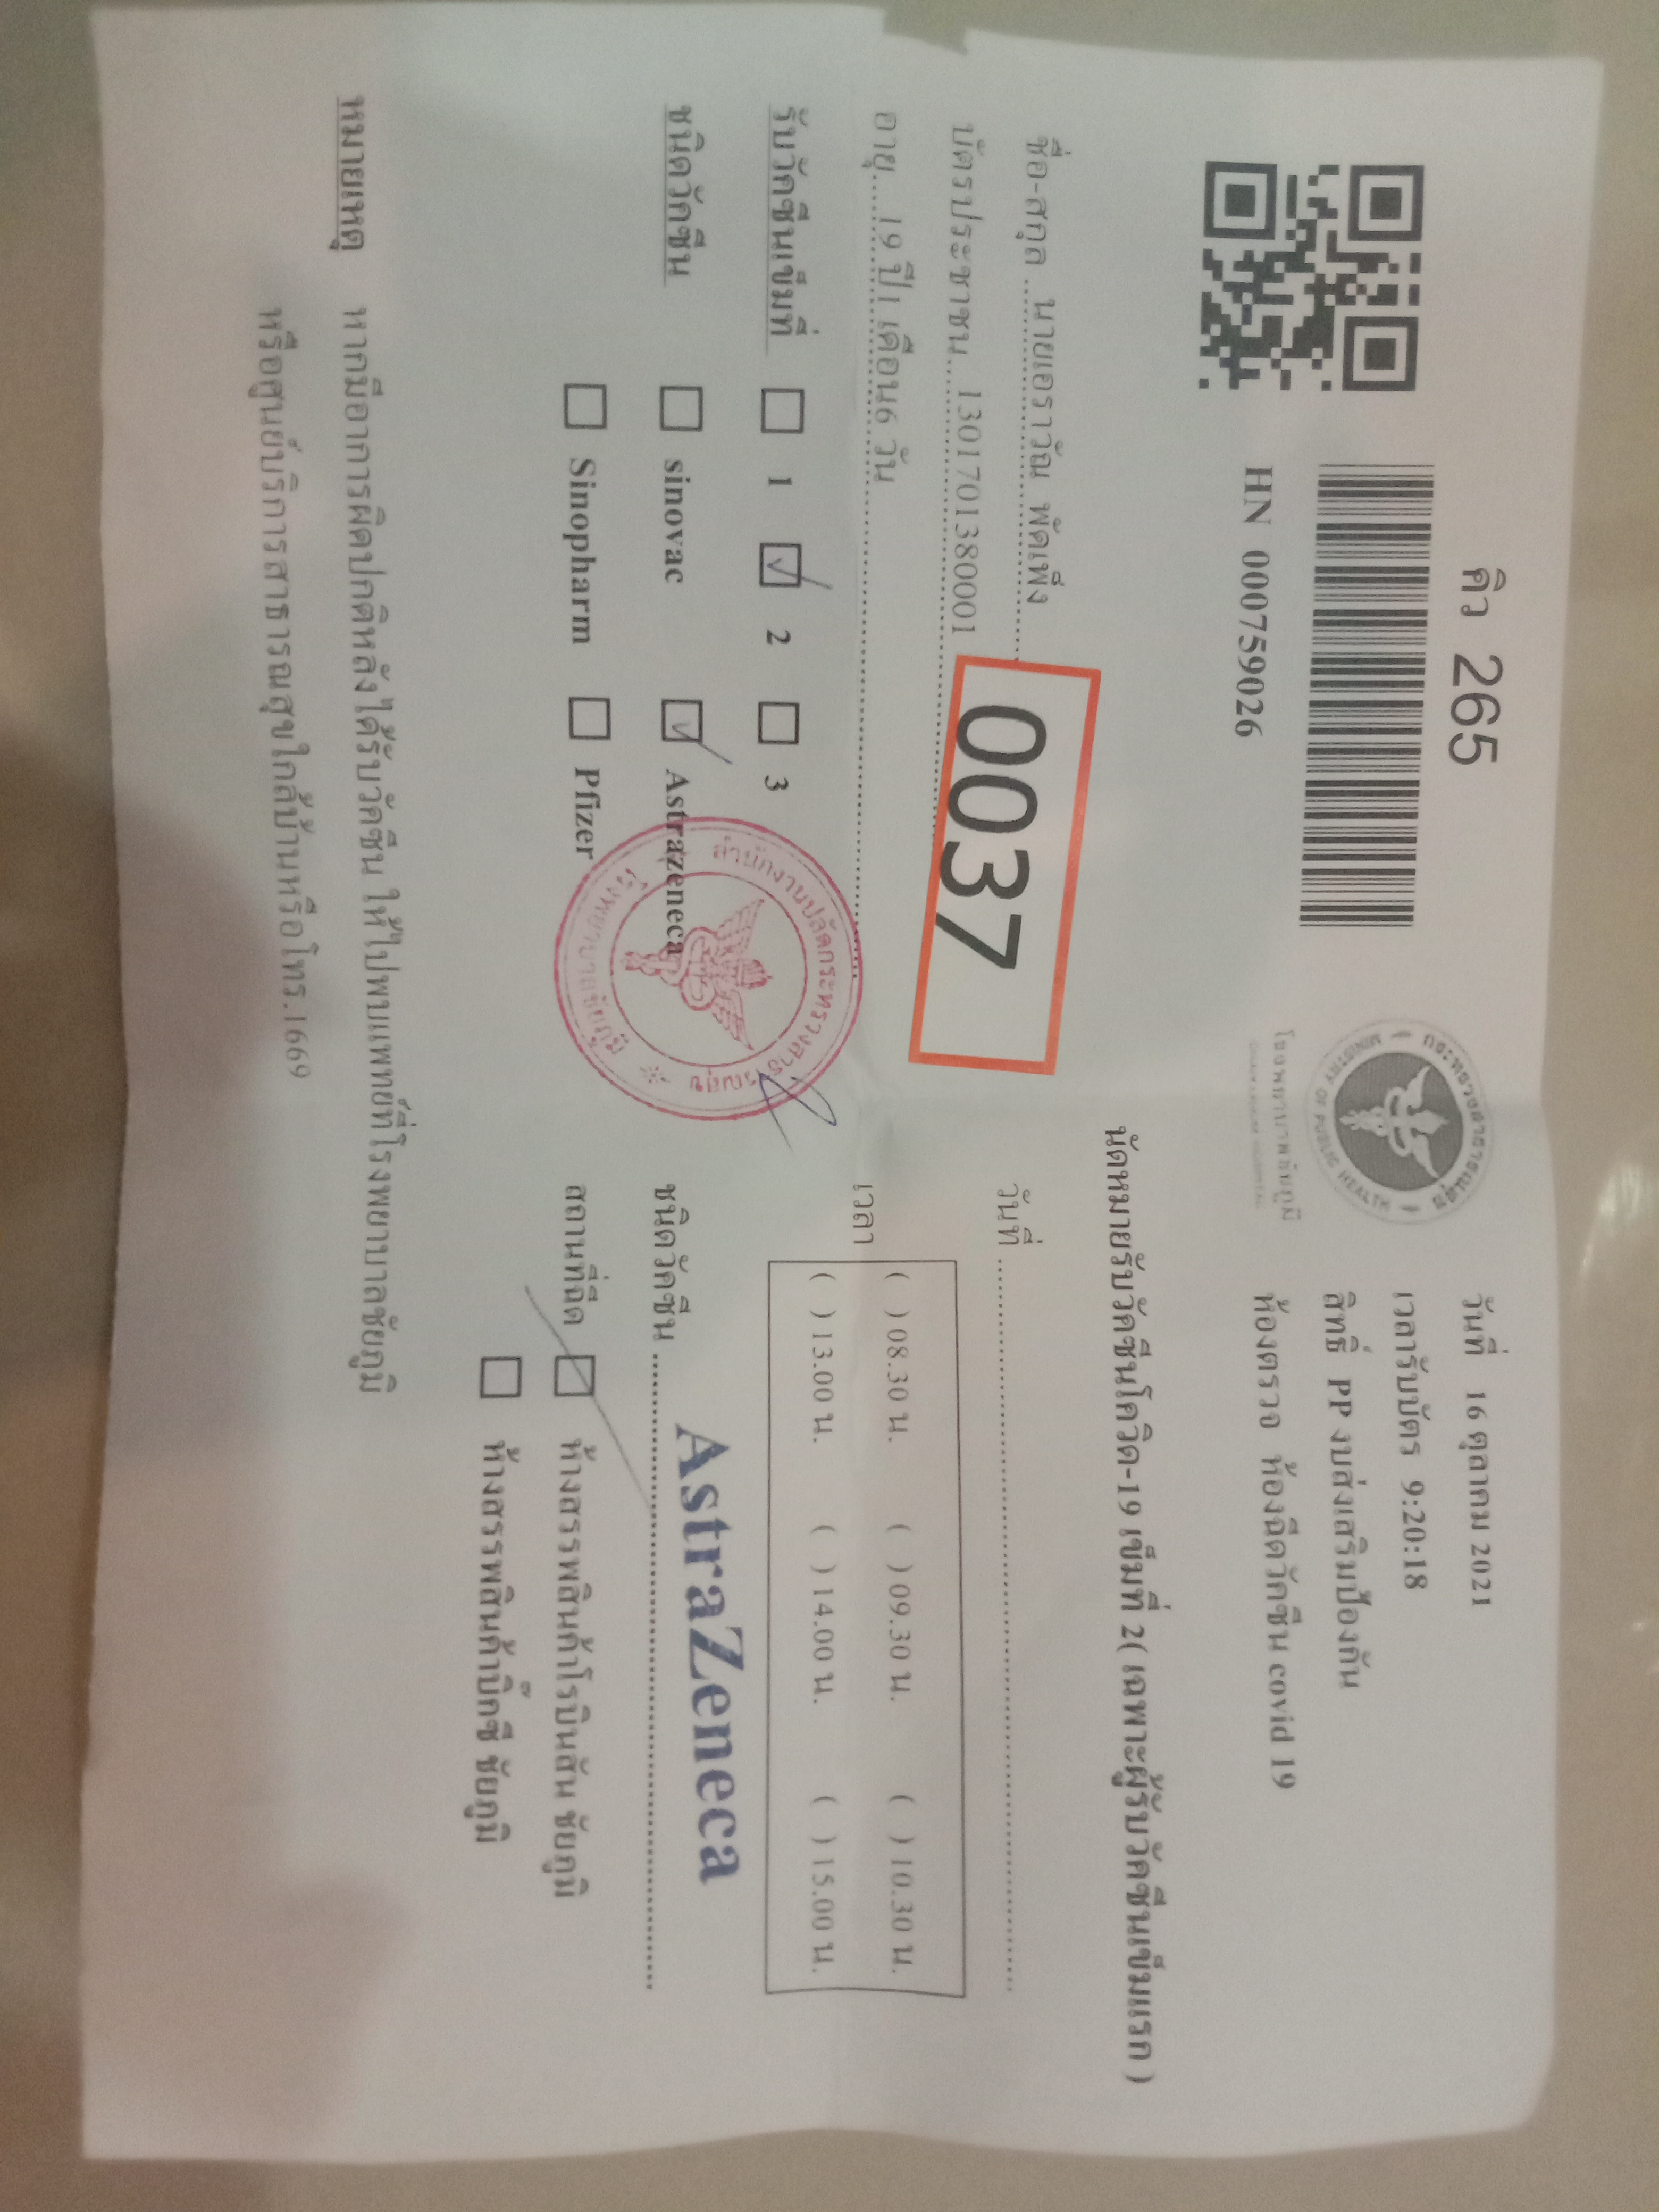 คิว 265
HN 000759026
กระทรวงสาธารณสุข
MINISTRY OF PUBLIC HEALTH
โรงพยาบาลชัยภูมิ
วันที่ 16 ตุลาคม 2021
เวลารับบัตร 9:20:18
สิทธิ์ PP งบส่งเสริมป้องกัน
ห้องตรวจ ห้องฉีดวัคซีน covid 19
ชื่อ-สกุล นายเอราวัณ พัดเพ็ง
บัตรประชาชน 1301701380001
0037
อายุ 19 ปี 1 เดือน 6 วัน
รับวัคซีนเข็มที่ ☐ 1 ☑ 2 ☐ 3
ชนิดวัคซีน ☐ sinovac ☑ Astrazeneca
☐ Sinopharm ☐ Pfizer
สำนักงานปลัดกระทรวงสาธารณสุข
โรงพยาบาลชัยภูมิ
นัดหมายรับวัคซีนโควิด-19 เข็มที่ 2( เฉพาะผู้รับวัคซีนเข็มแรก )
วันที่
เวลา ( ) 08.30 น. ( ) 09.30 น. ( ) 10.30 น.
( ) 13.00 น. ( ) 14.00 น. ( ) 15.00 น.
ชนิดวัคซีน AstraZeneca
สถานที่ฉีด ☑ ห้างสรรพสินค้าโรบินสัน ชัยภูมิ
☐ ห้างสรรพสินค้าบิ๊กซี ชัยภูมิ
หมายเหตุ หากมีอาการผิดปกติหลังได้รับวัคซีน ให้ไปพบแพทย์ที่โรงพยาบาลชัยภูมิ
หรือศูนย์บริการสาธารณสุขใกล้บ้านหรือโทร.1669